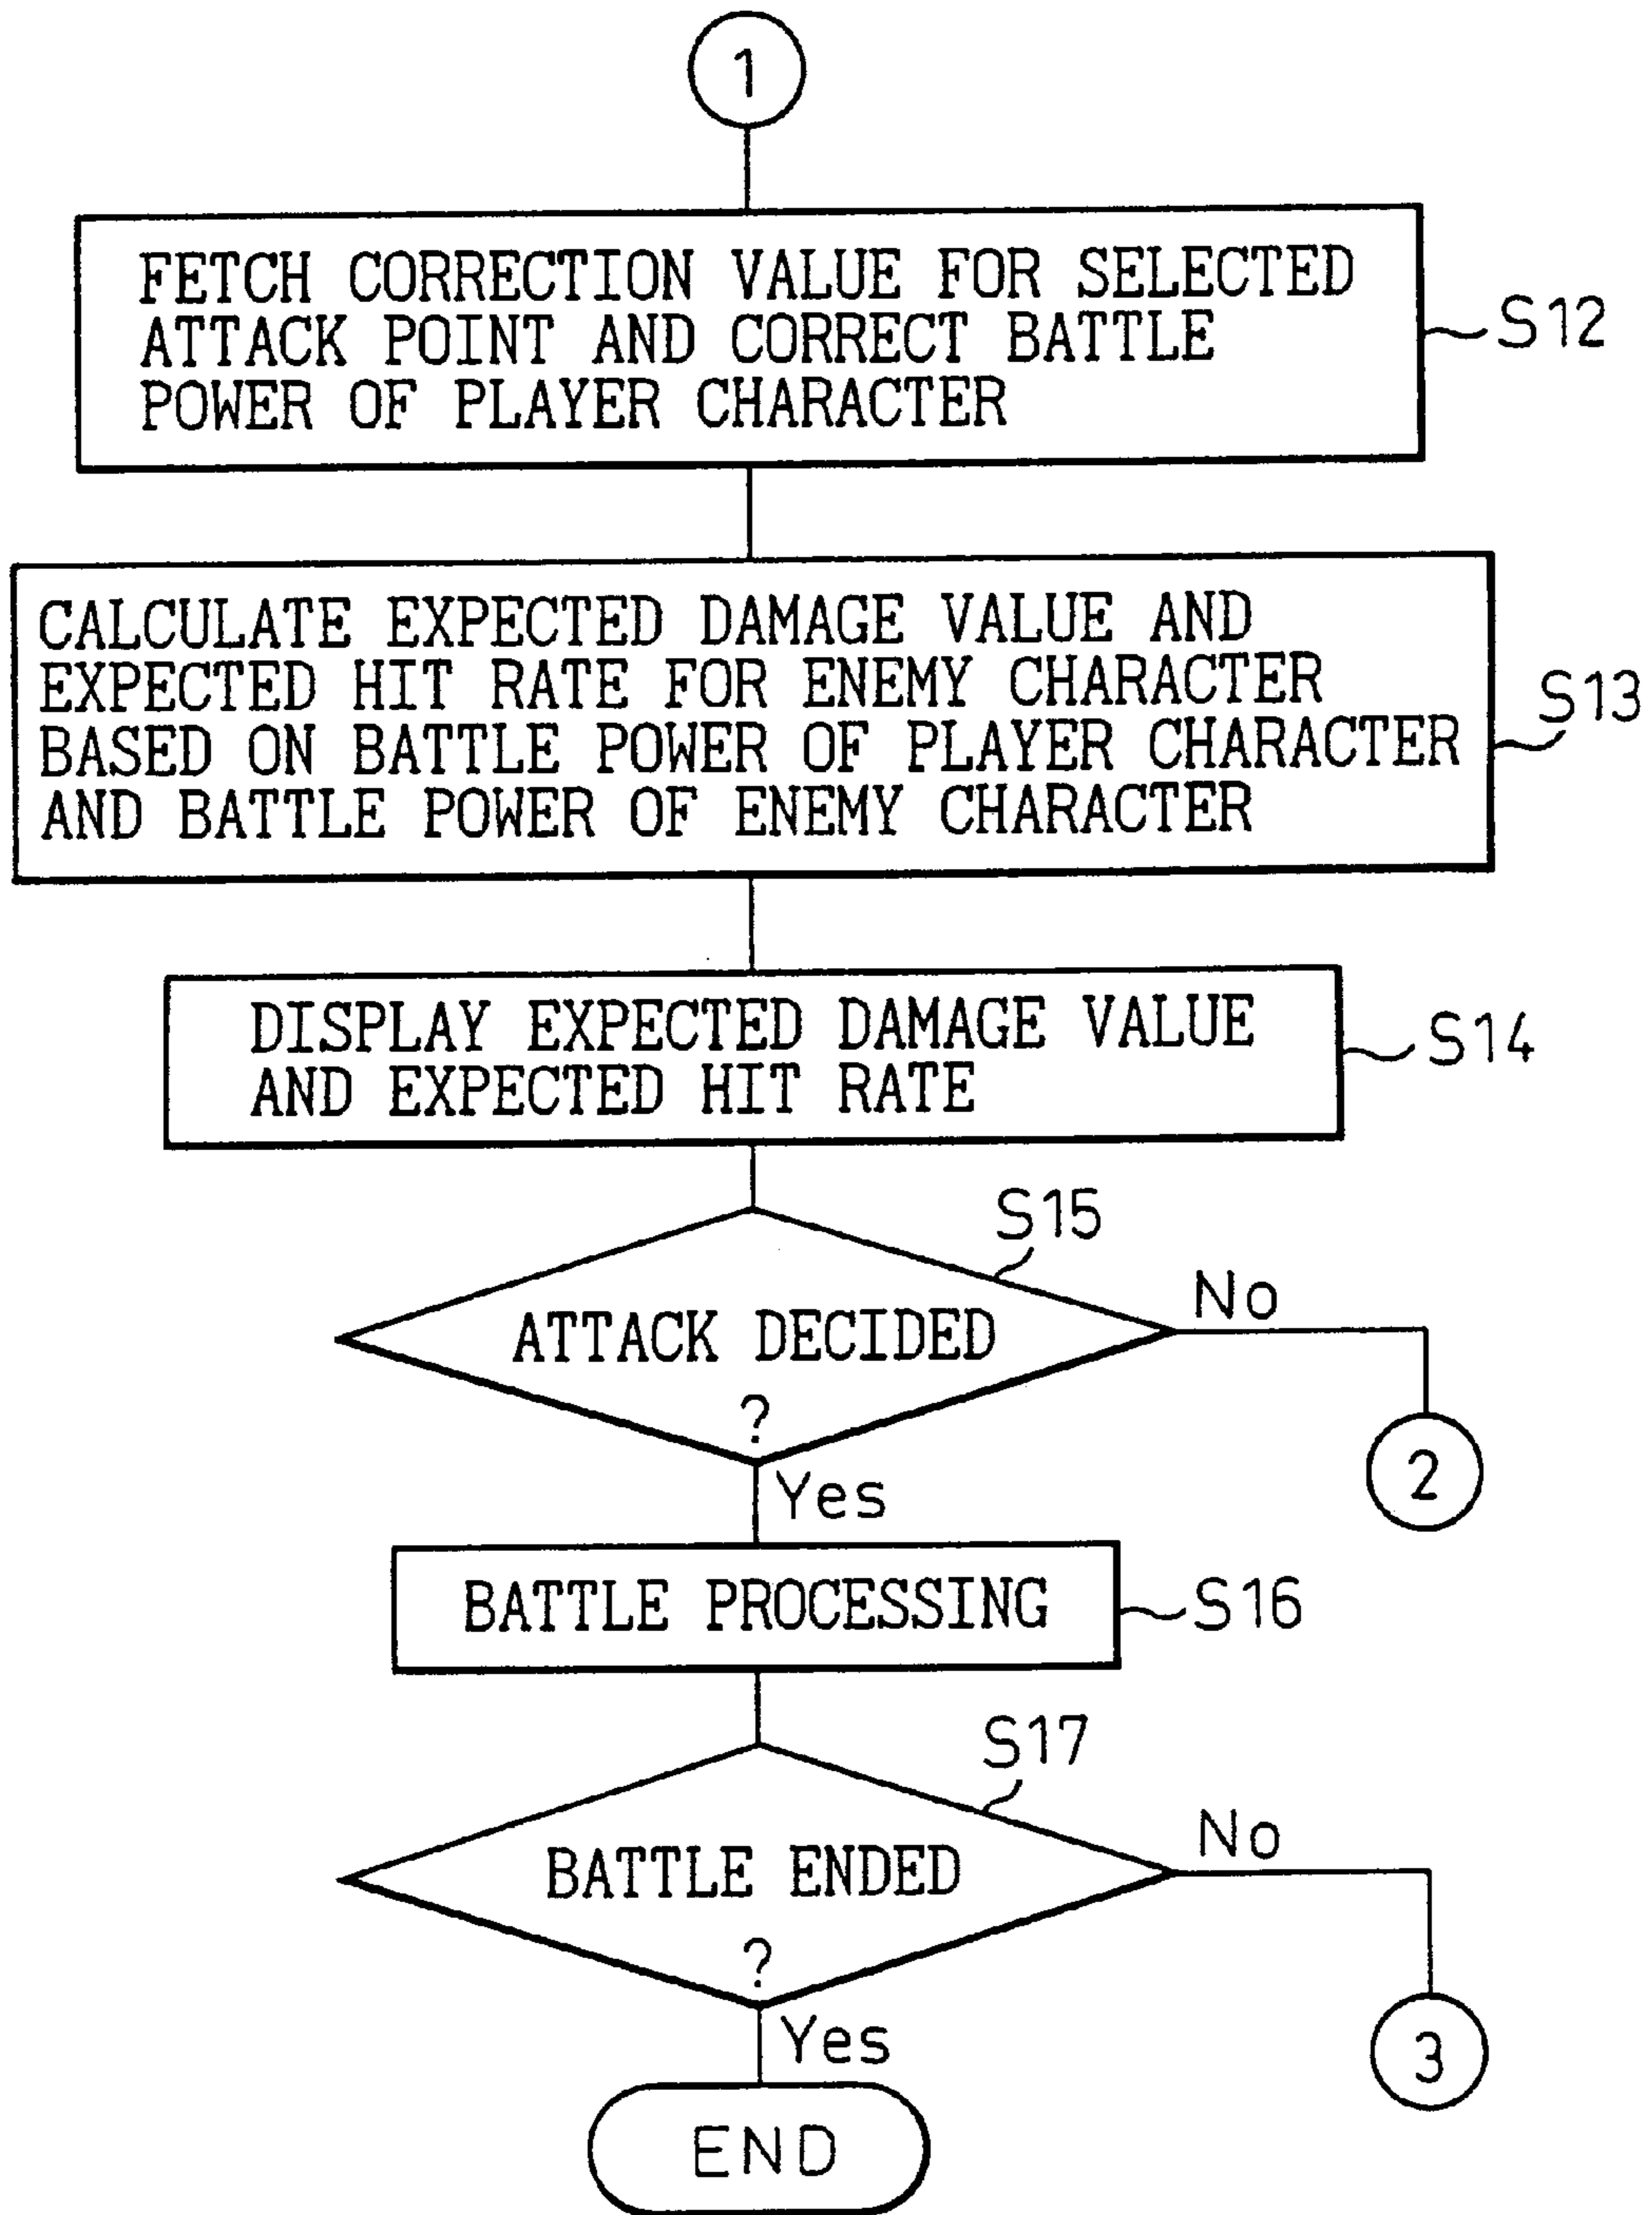 1
FETCH CORRECTION VALUE FOR SELECTED
ATTACK POINT AND CORRECT BATTLE
POWER OF PLAYER CHARACTER
S12
CALCULATE EXPECTED DAMAGE VALUE AND
EXPECTED HIT RATE FOR ENEMY CHARACTER
BASED ON BATTLE POWER OF PLAYER CHARACTER
AND BATTLE POWER OF ENEMY CHARACTER
S13
DISPLAY EXPECTED DAMAGE VALUE
AND EXPECTED HIT RATE
S14
S15
ATTACK DECIDED
?
No
2
Yes
BATTLE PROCESSING
S16
S17
BATTLE ENDED
?
No
3
Yes
END